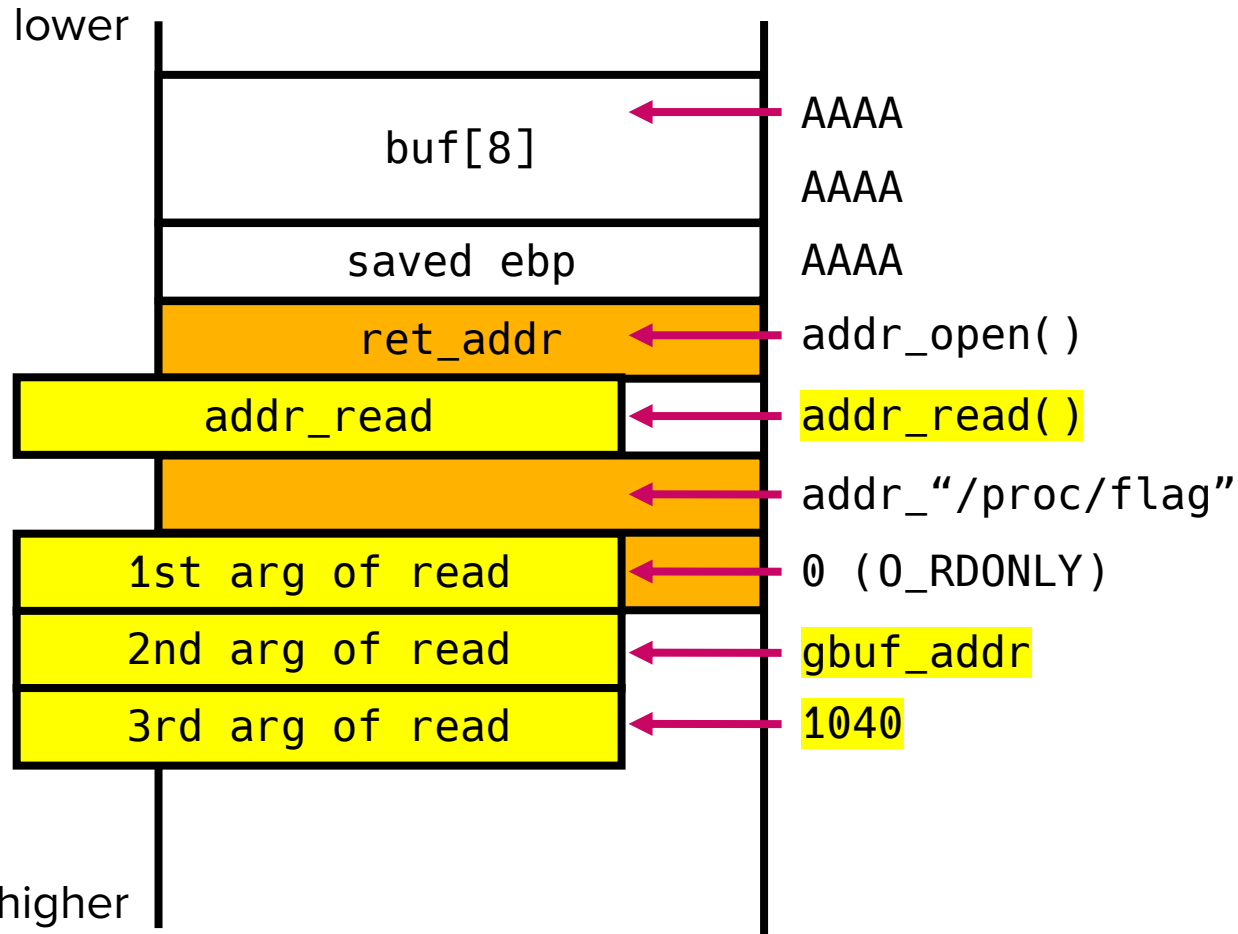 lower
AAAA
buf[8]
AAAA
saved ebp
AAAA
ret_addr
addr_open()
addr_read
addr_read()
addr_“/proc/flag”
1st arg of read
0 (O_RDONLY)
2nd arg of read
gbuf_addr
3rd arg of read
1040
higher